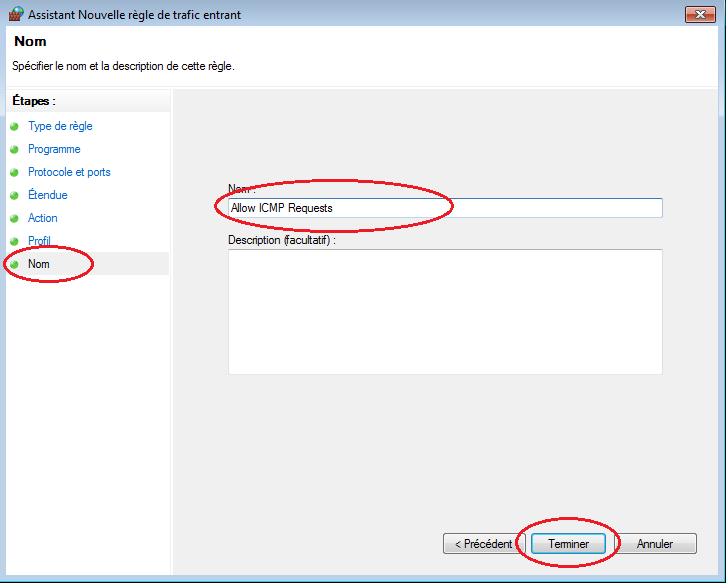 Assistant Nouvelle règle de trafic entrant
Nom
Spécifier le nom et la description de cette règle.
Étapes :
Type de règle
Programme
Protocole et ports
Étendue
Action
Profil
Nom
Nom :
Allow ICMP Requests
Description (facultatif) :
< Précédent
Terminer
Annuler